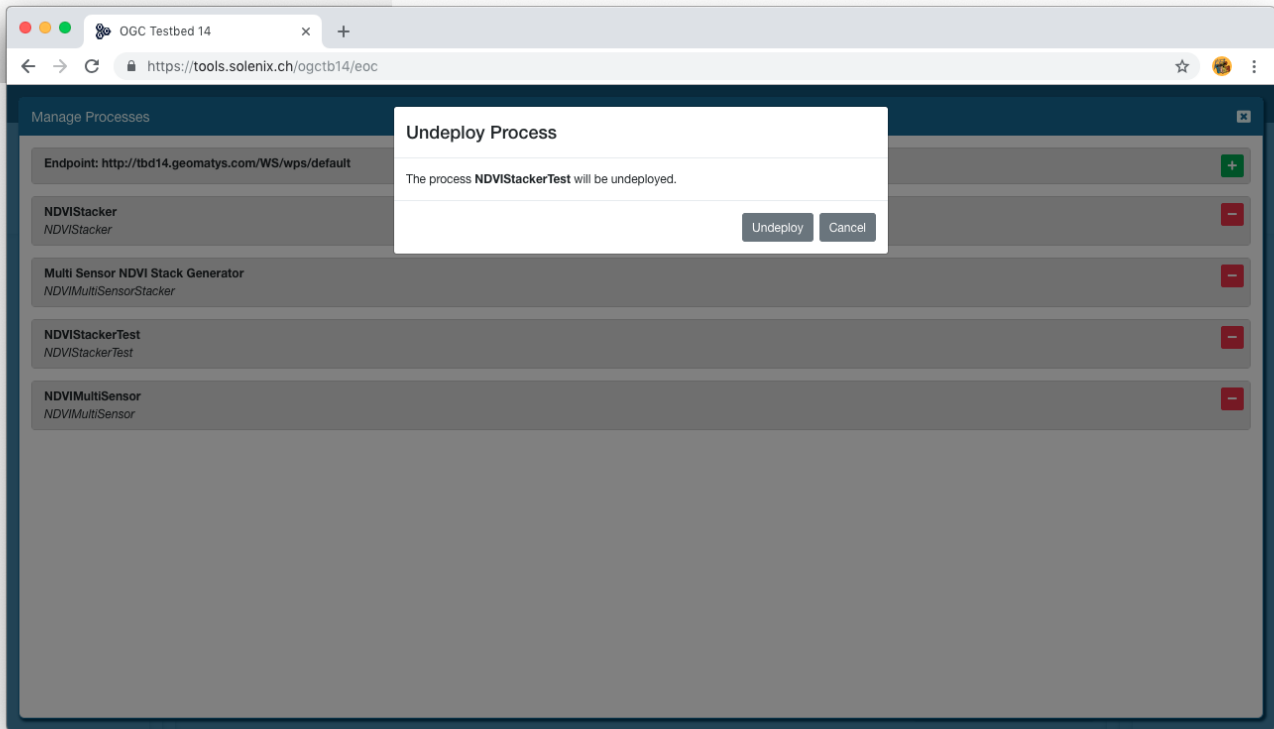 OGC Testbed 14
https://tools.solenix.ch/ogctb14/eoc
Manage Processes
Undeploy Process
The process NDVIStackerTest will be undeployed.
Undeploy Cancel
Endpoint: http://tbd14.geomatys.com/WS/wps/default
NDVIStacker
NDVIStacker
Multi Sensor NDVI Stack Generator
NDVIMultiSensorStacker
NDVIStackerTest
NDVIStackerTest
NDVIMultiSensor
NDVIMultiSensor